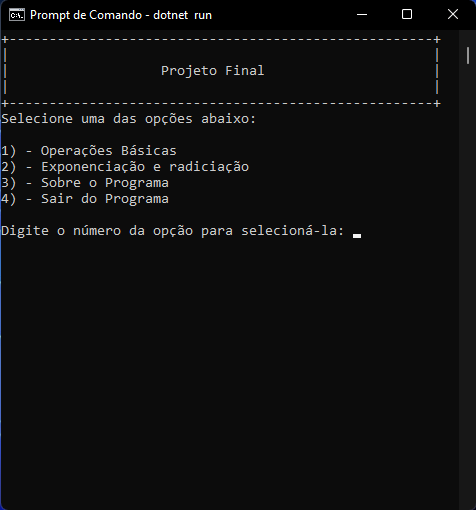 Prompt de Comando - dotnet run
+-----------------------------------------------------+
Projeto Final
+-----------------------------------------------------+
Selecione uma das opções abaixo:
1) - Operações Básicas
2) - Exponenciação e radiciação
3) - Sobre o Programa
4) - Sair do Programa
Digite o número da opção para selecioná-la: